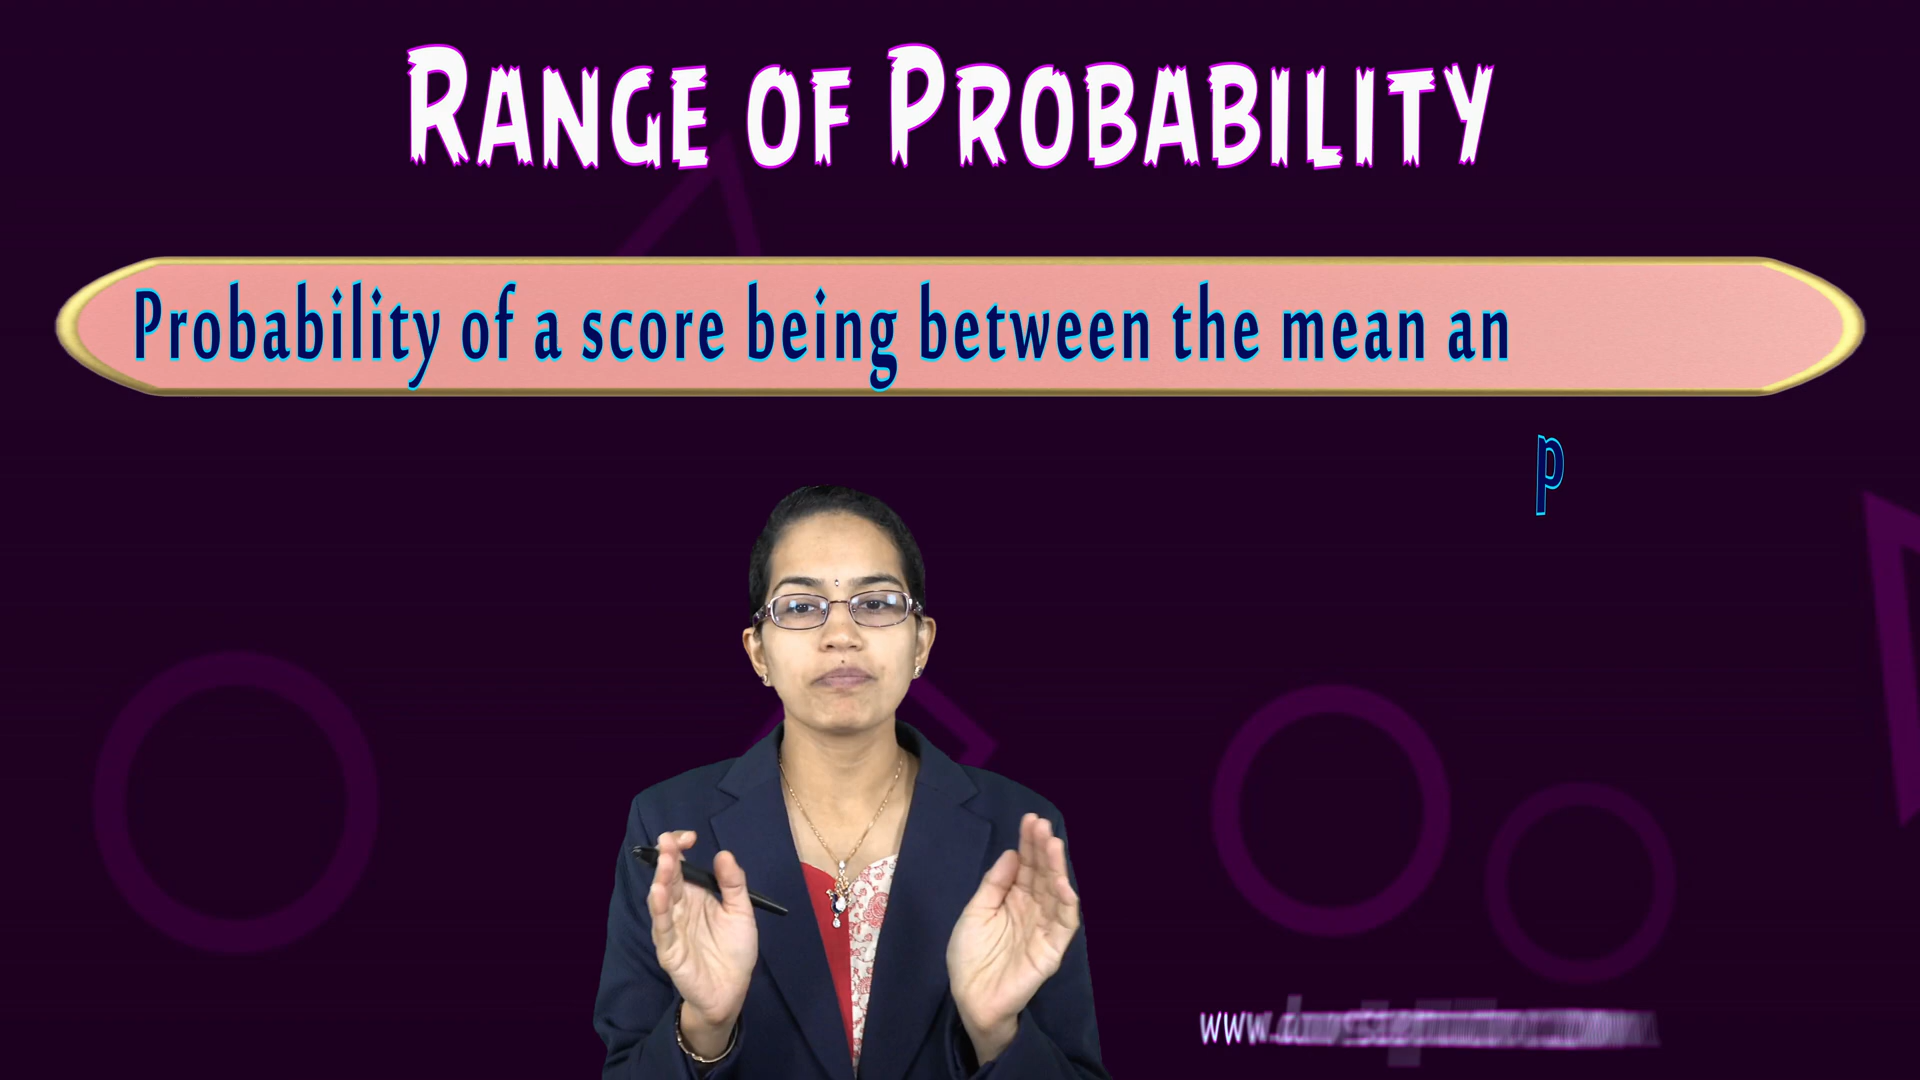 Range of Probability
Probability of a score being between the mean an
p
www.